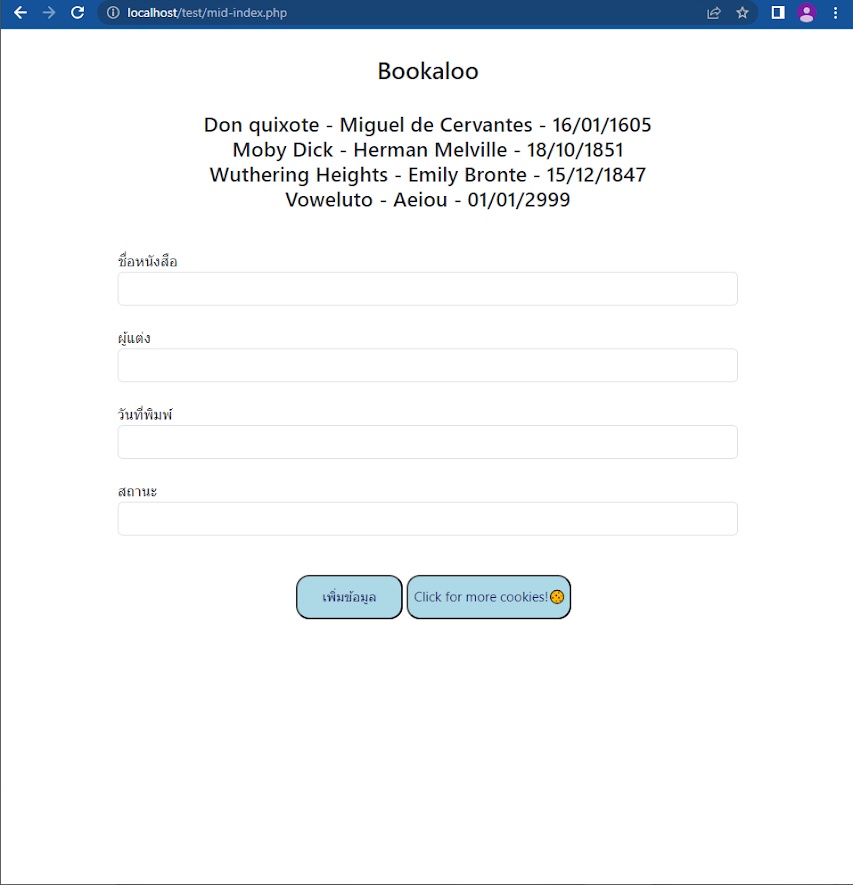 localhost/test/mid-index.php
Bookaloo
Don quixote - Miguel de Cervantes - 16/01/1605
Moby Dick - Herman Melville - 18/10/1851
Wuthering Heights - Emily Bronte - 15/12/1847
Voweluto - Aeiou - 01/01/2999
ชื่อหนังสือ
ผู้แต่ง
วันที่พิมพ์
สถานะ
เพิ่มข้อมูล
Click for more cookies!🍪